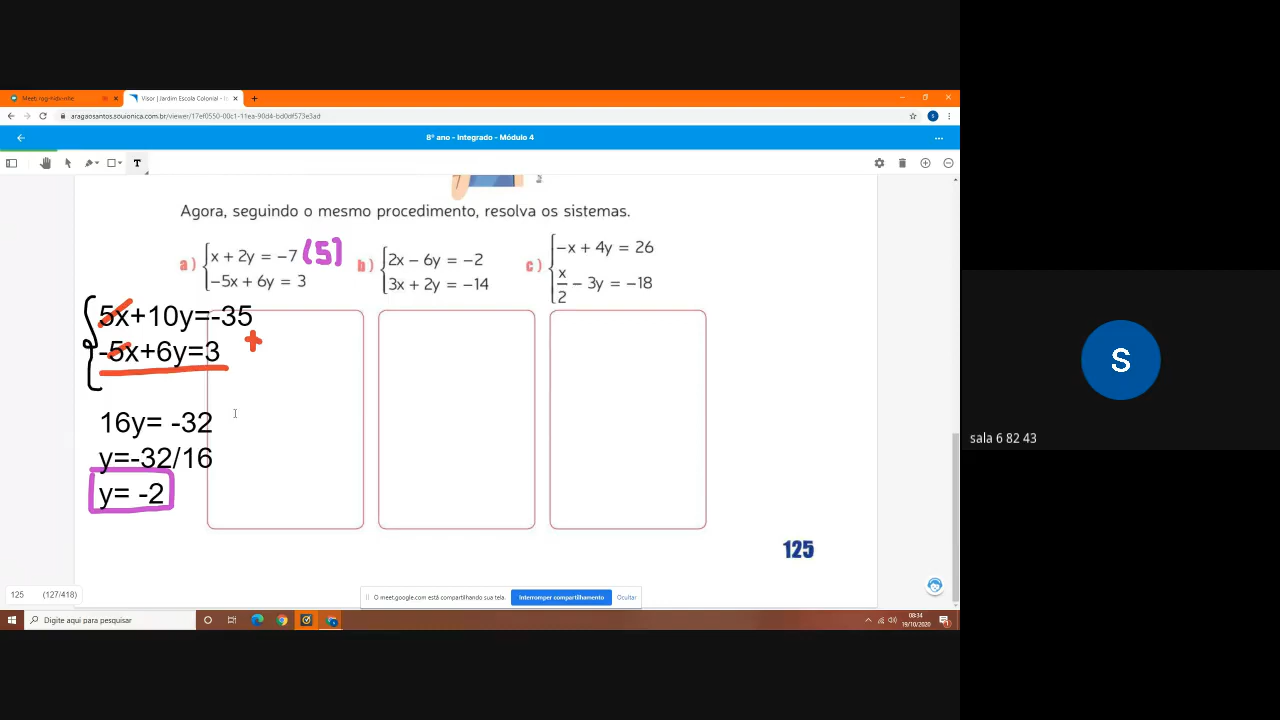 Visor | Jardim Escola Colonial - I
aragaosantos.souionica.com.br/viewer/17ef0550-00c1-11ea-90d4-bd0df573e3ad
8º ano - Integrado - Módulo 4
T
Agora, seguindo o mesmo procedimento, resolva os sistemas.
a) x + 2y = −7 (5)
−5x + 6y = 3
b) 2x − 6y = −2
3x + 2y = −14
c) −x + 4y = 26
x/2 − 3y = −18
5x+10y=-35
-5x+6y=3
+
16y= -32
y=-32/16
y= -2
125
125 (127/418)
O meet.google.com está compartilhando sua tela. Interromper compartilhamento Ocultar
Digite aqui para pesquisar
08:34
19/10/2020
S
sala 6 82 43